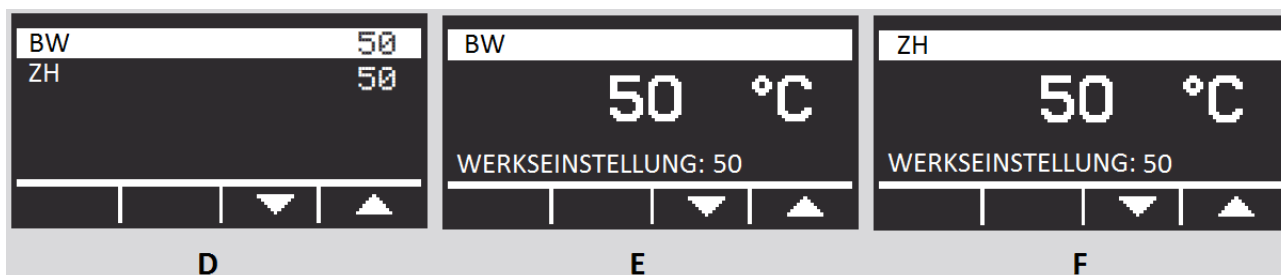 BW 50
ZH 50
D
BW
50 °C
WERKSEINSTELLUNG: 50
E
ZH
50 °C
WERKSEINSTELLUNG: 50
F